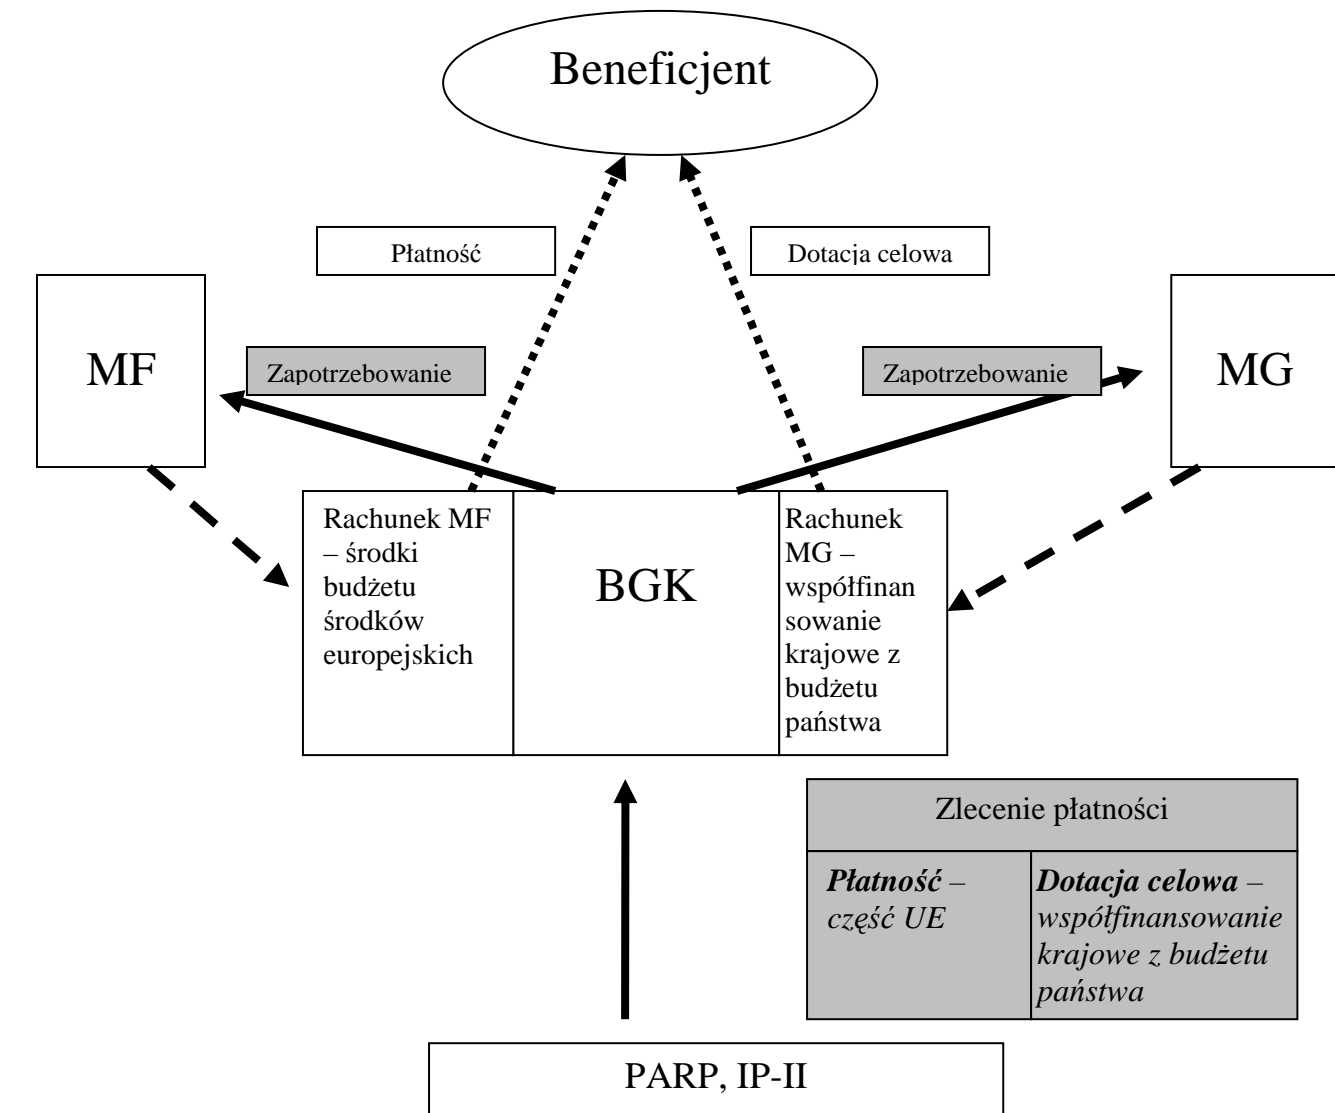 Beneficjent
Płatność
Dotacja celowa
MF
Zapotrzebowanie
Zapotrzebowanie
MG
Rachunek MF
– środki
budżetu
środków
europejskich
BGK
Rachunek
MG –
współfinan
sowanie
krajowe z
budżetu
państwa
Zlecenie płatności
Płatność –
część UE
Dotacja celowa –
współfinansowanie
krajowe z budżetu
państwa
PARP, IP-II